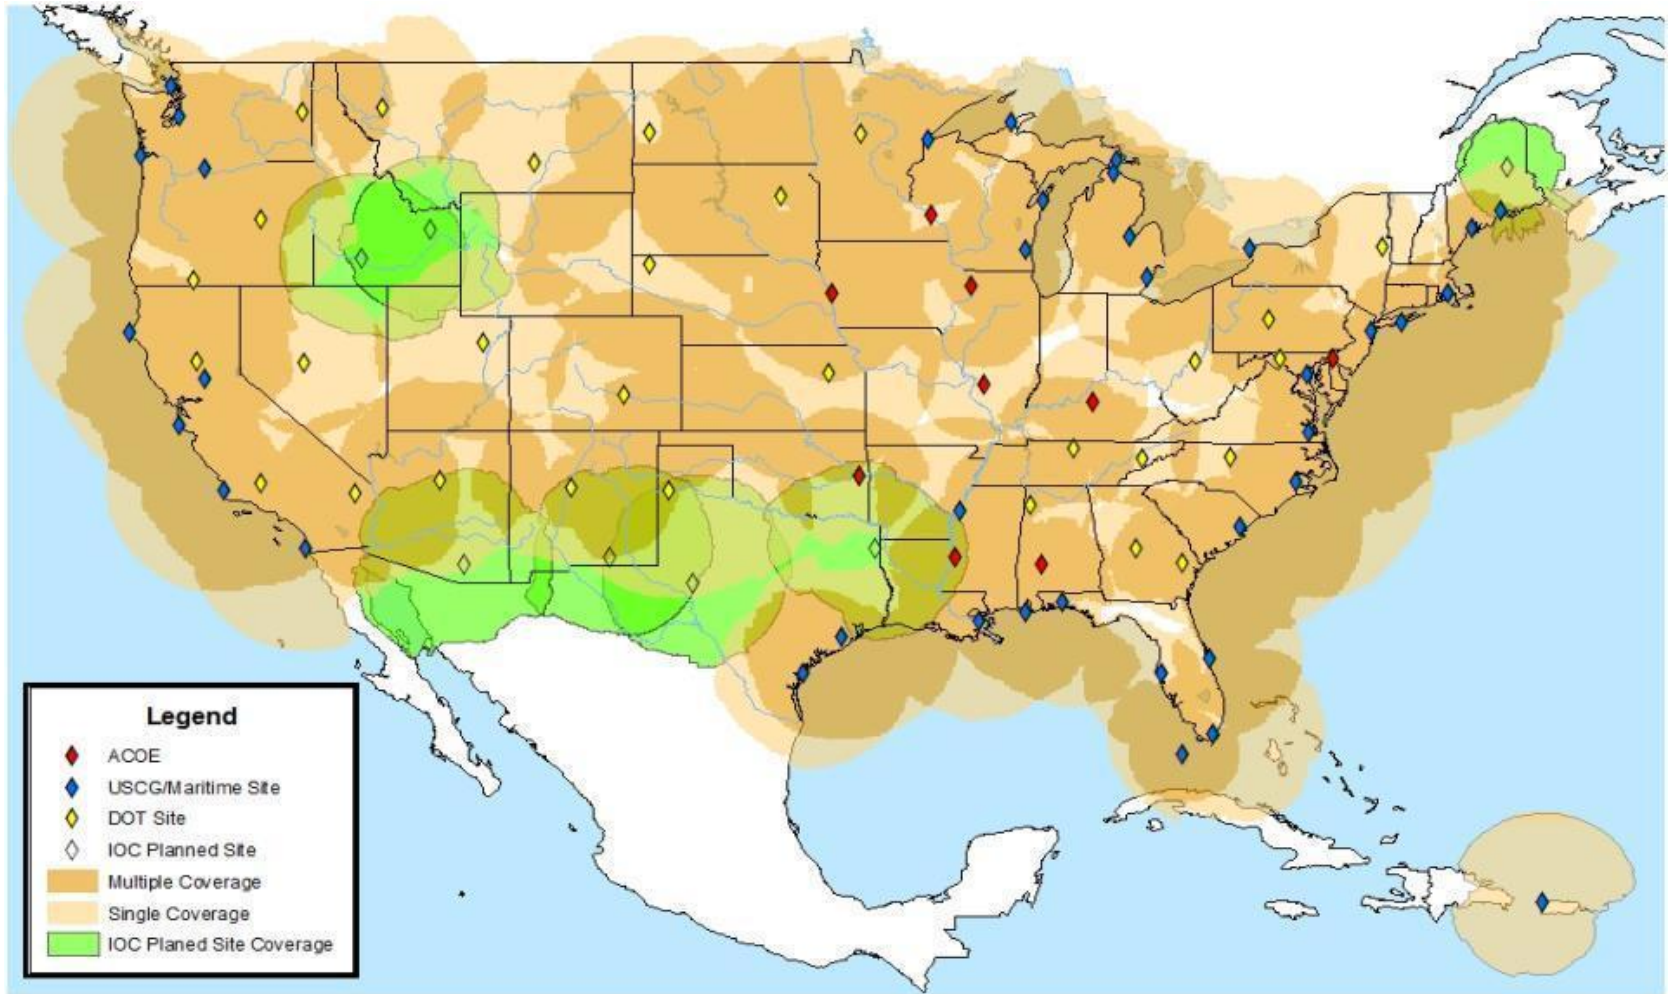 Legend
ACOE
USCG/Maritime Site
DOT Site
IOC Planned Site
Multiple Coverage
Single Coverage
IOC Planed Site Coverage